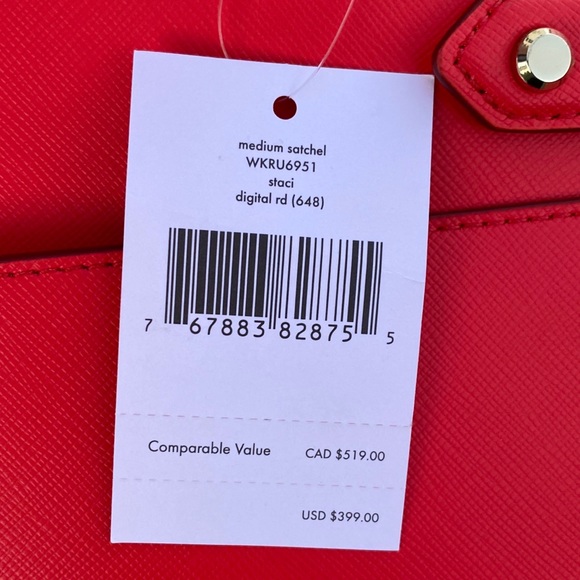 medium satchel
WKRU6951
staci
digital rd (648)
7 67883 82875 5
Comparable Value CAD $519.00
USD $399.00